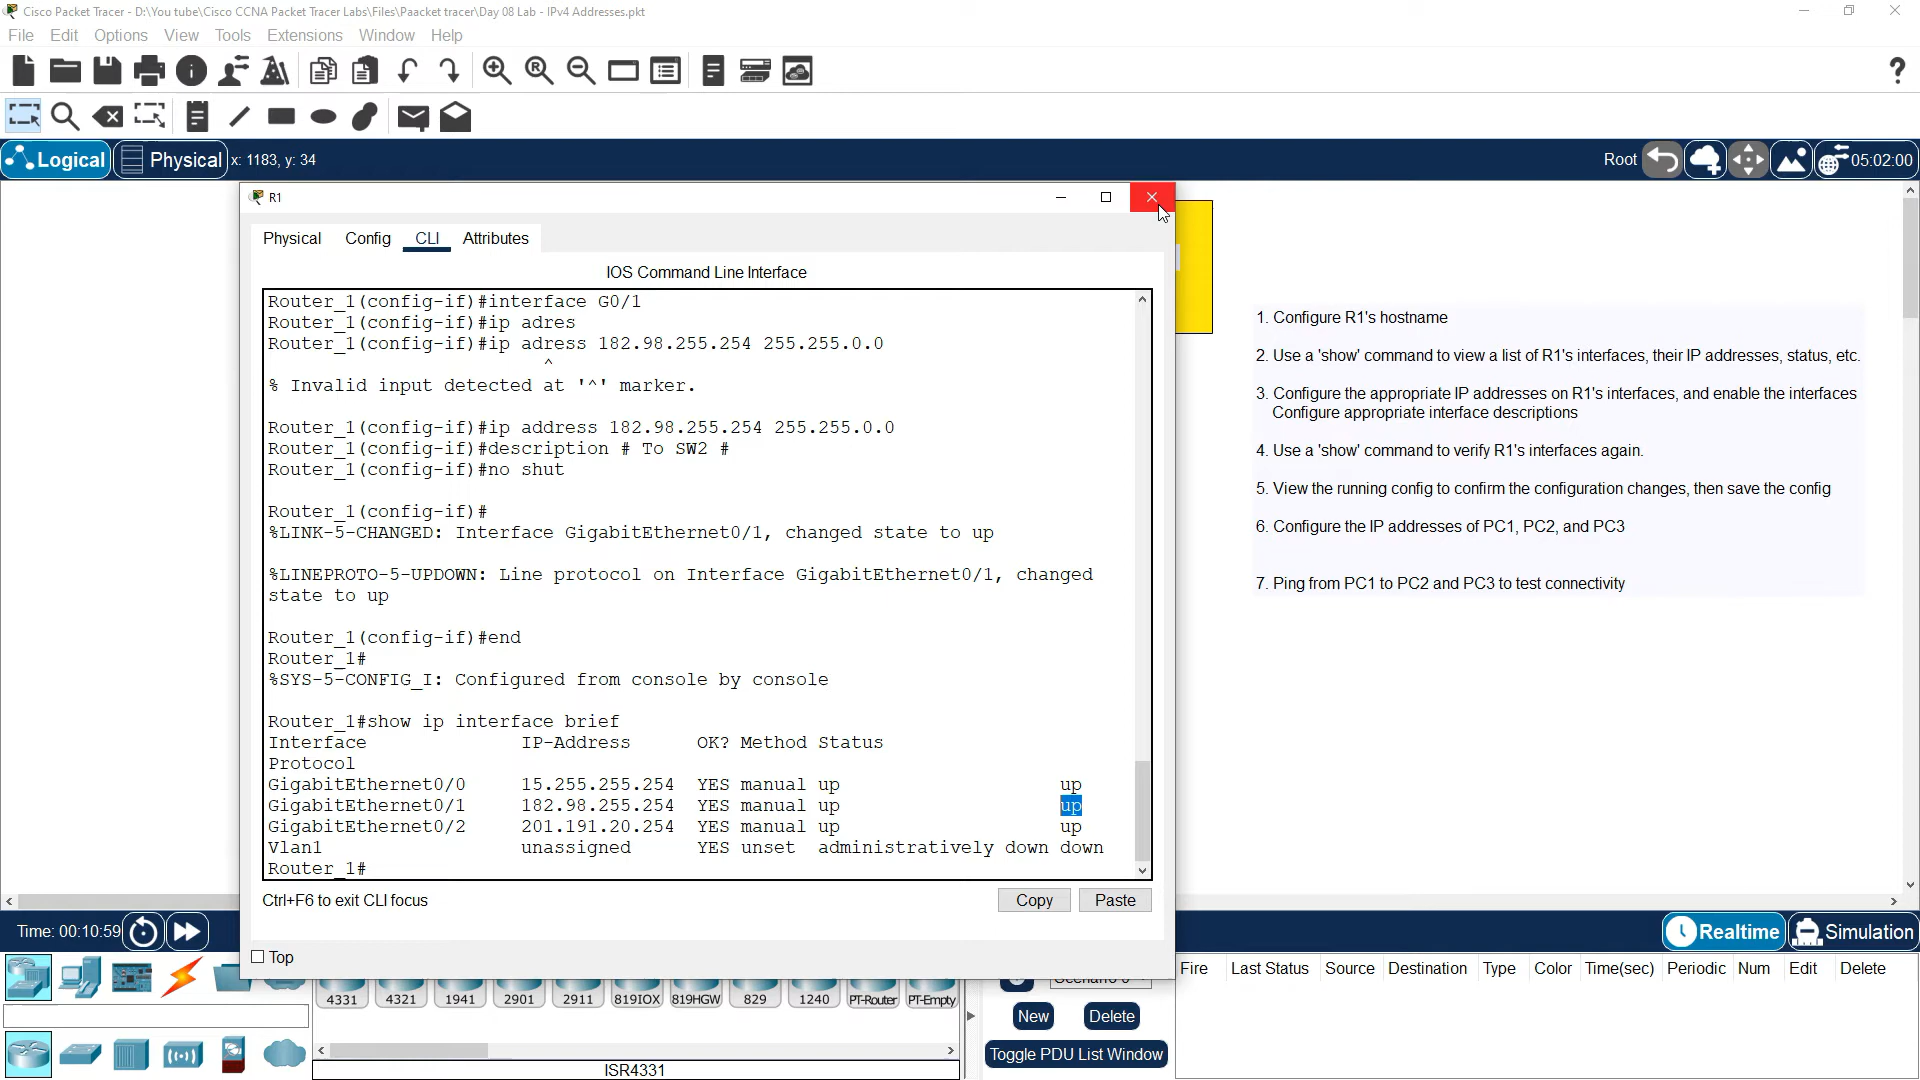 Cisco Packet Tracer - D:\You tube\Cisco CCNA Packet Tracer Labs\Files\Paacket tracer\Day 08 Lab - IPv4 Addresses.pkt
File Edit Options View Tools Extensions Window Help
Logical Physical x: 1183, y: 34 Root 05:02:00
R1
Physical Config CLI Attributes
IOS Command Line Interface
Router_1(config-if)#interface G0/1
Router_1(config-if)#ip adres
Router_1(config-if)#ip adress 182.98.255.254 255.255.0.0
^
% Invalid input detected at '^' marker.
Router_1(config-if)#ip address 182.98.255.254 255.255.0.0
Router_1(config-if)#description # To SW2 #
Router_1(config-if)#no shut
Router_1(config-if)#
%LINK-5-CHANGED: Interface GigabitEthernet0/1, changed state to up
%LINEPROTO-5-UPDOWN: Line protocol on Interface GigabitEthernet0/1, changed
state to up
Router_1(config-if)#end
Router_1#
%SYS-5-CONFIG_I: Configured from console by console
Router_1#show ip interface brief
Interface IP-Address OK? Method Status
Protocol
GigabitEthernet0/0 15.255.255.254 YES manual up up
GigabitEthernet0/1 182.98.255.254 YES manual up up
GigabitEthernet0/2 201.191.20.254 YES manual up up
Vlan1 unassigned YES unset administratively down down
Router_1#
Ctrl+F6 to exit CLI focus
Copy Paste
Top
1. Configure R1's hostname
2. Use a 'show' command to view a list of R1's interfaces, their IP addresses, status, etc.
3. Configure the appropriate IP addresses on R1's interfaces, and enable the interfaces
Configure appropriate interface descriptions
4. Use a 'show' command to verify R1's interfaces again.
5. View the running config to confirm the configuration changes, then save the config
6. Configure the IP addresses of PC1, PC2, and PC3
7. Ping from PC1 to PC2 and PC3 to test connectivity
Time: 00:10:59 Realtime Simulation
4331 4321 1941 2901 2911 819IOX 819HGW 829 1240 PT-Router PT-Empty
ISR4331
New Delete
Toggle PDU List Window
Fire Last Status Source Destination Type Color Time(sec) Periodic Num Edit Delete